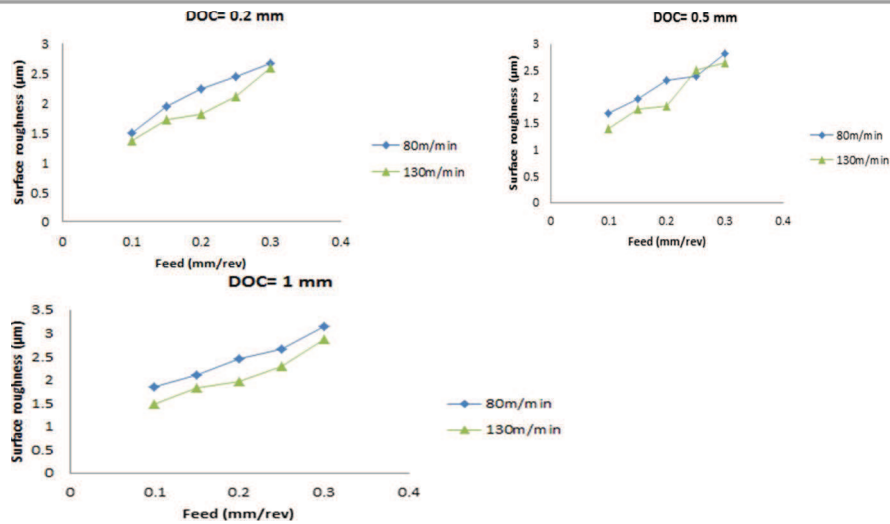 DOC= 0.2 mm
3
2.5
2
1.5
1
0.5
0
Surface roughness (µm)
0 0.1 0.2 0.3 0.4
Feed (mm/rev)
80m/min
130m/min
DOC= 0.5 mm
3
2.5
2
1.5
1
0.5
0
Surface roughness (µm)
0 0.1 0.2 0.3 0.4
Feed (mm/rev)
80m/min
130m/min
DOC= 1 mm
3.5
3
2.5
2
1.5
1
0.5
0
Surface roughness (µm)
0 0.1 0.2 0.3 0.4
Feed (mm/rev)
80m/min
130m/min